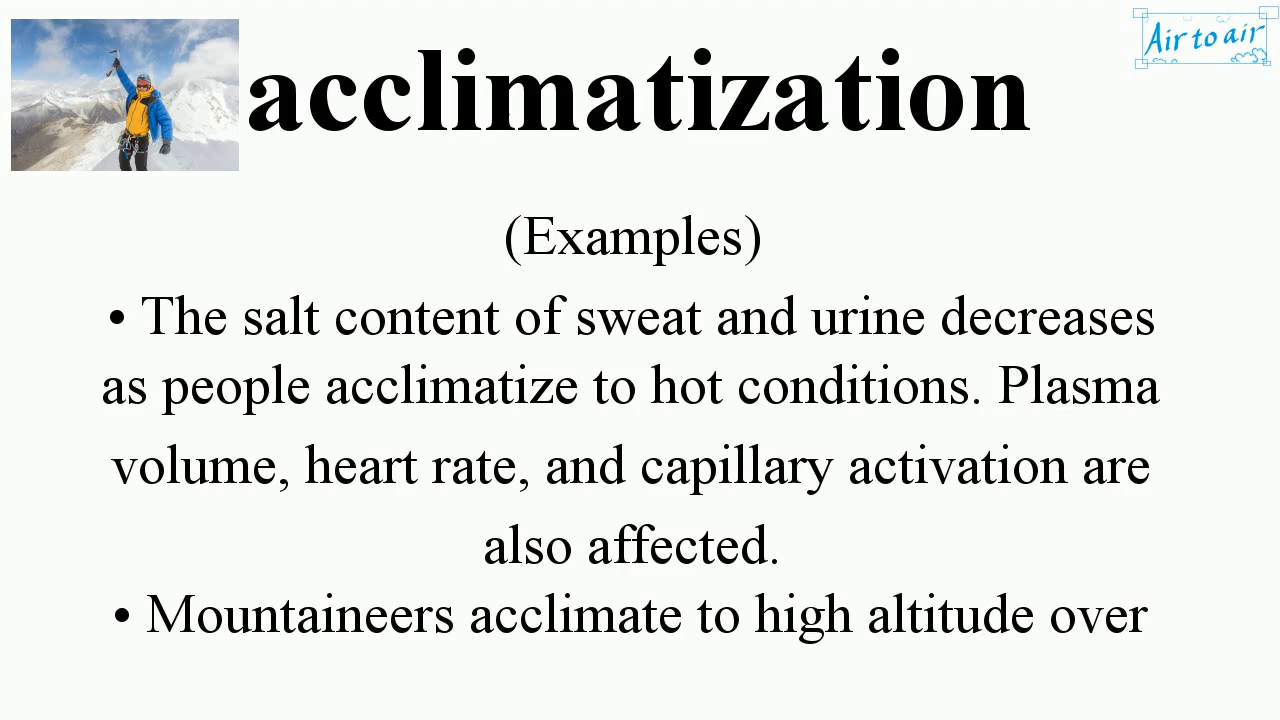 Air to air
acclimatization
(Examples)
• The salt content of sweat and urine decreases
as people acclimatize to hot conditions. Plasma
volume, heart rate, and capillary activation are
also affected.
• Mountaineers acclimate to high altitude over